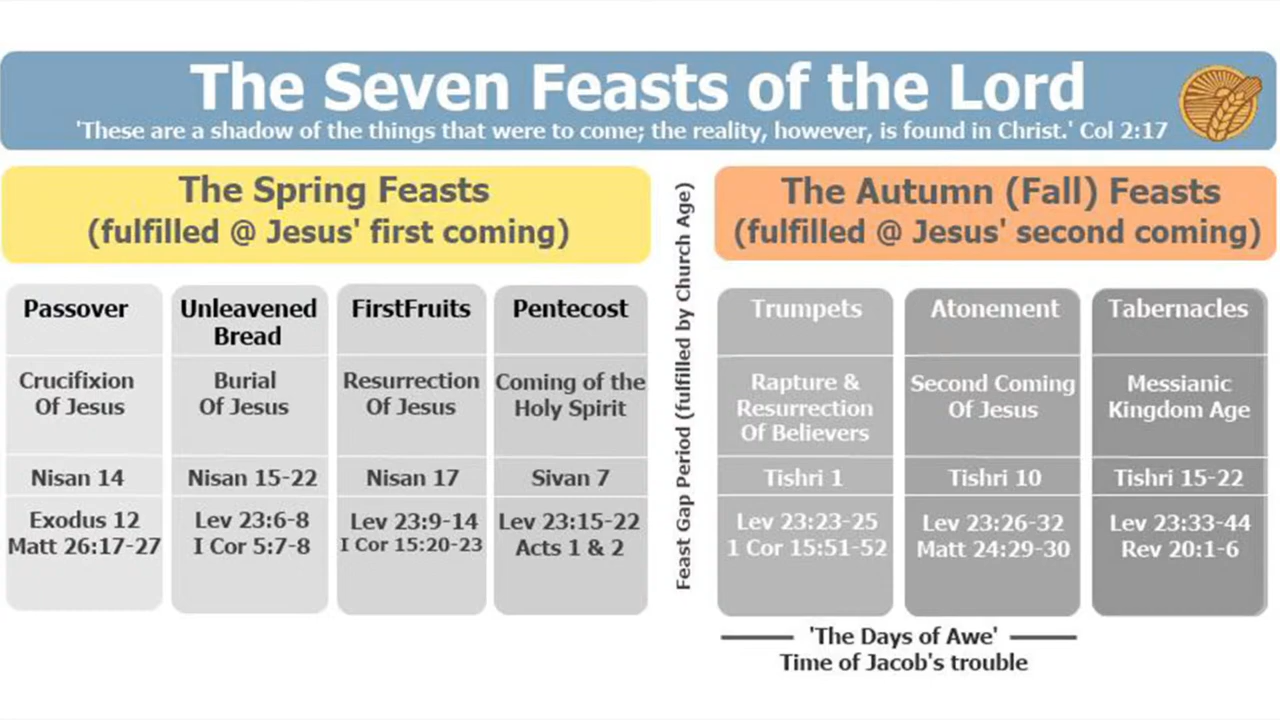 The Seven Feasts of the Lord
'These are a shadow of the things that were to come; the reality, however, is found in Christ.' Col 2:17
The Spring Feasts
(fulfilled @ Jesus' first coming)
Passover
Crucifixion
Of Jesus
Nisan 14
Exodus 12
Matt 26:17-27
Unleavened
Bread
Burial
Of Jesus
Nisan 15-22
Lev 23:6-8
I Cor 5:7-8
FirstFruits
Resurrection
Of Jesus
Nisan 17
Lev 23:9-14
I Cor 15:20-23
Pentecost
Coming of the
Holy Spirit
Sivan 7
Lev 23:15-22
Acts 1 & 2
Feast Gap Period (fulfilled by Church Age)
The Autumn (Fall) Feasts
(fulfilled @ Jesus' second coming)
Trumpets
Rapture &
Resurrection
Of Believers
Tishri 1
Lev 23:23-25
1 Cor 15:51-52
Atonement
Second Coming
Of Jesus
Tishri 10
Lev 23:26-32
Matt 24:29-30
Tabernacles
Messianic
Kingdom Age
Tishri 15-22
Lev 23:33-44
Rev 20:1-6
'The Days of Awe'
Time of Jacob's trouble